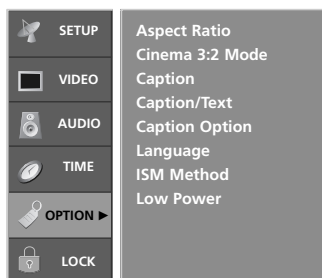 SETUP
VIDEO
AUDIO
TIME
OPTION ►
LOCK
Aspect Ratio
Cinema 3:2 Mode
Caption
Caption/Text
Caption Option
Language
ISM Method
Low Power